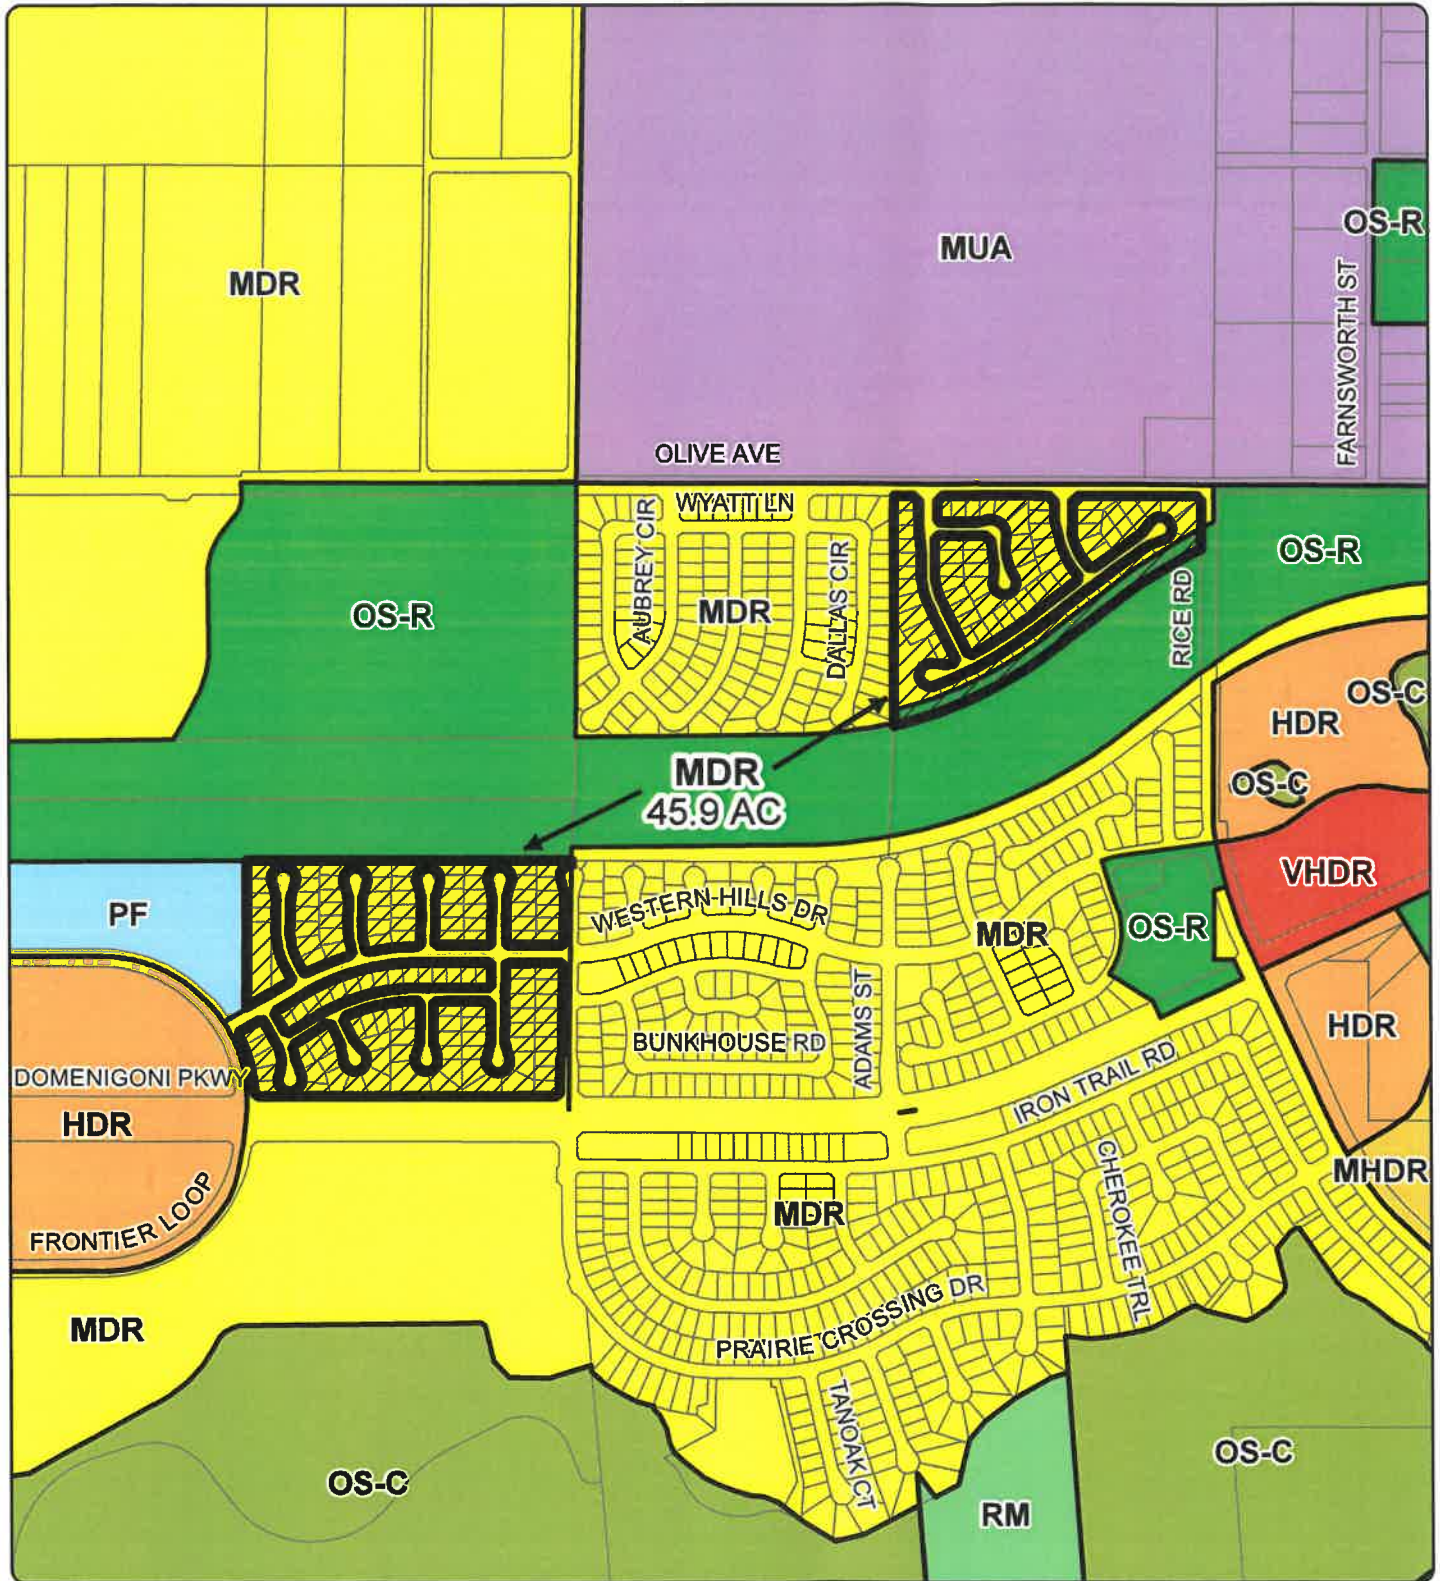 MDR
MUA
OS-R
FARNSWORTH ST
OLIVE AVE
WYATT LN
AUBREY CIR
MDR
DALLAS CIR
OS-R
OS-R
RICE RD
MDR
45.9 AC
OS-C
HDR
OS-C
VHDR
PF
WESTERN HILLS DR
MDR
OS-R
ADAMS ST
BUNKHOUSE RD
HDR
DOMENIGONI PKWY
HDR
IRON TRAIL RD
CHEROKEE TRL
MHDR
FRONTIER LOOP
MDR
MDR
PRAIRIE CROSSING DR
TANOAK CT
OS-C
OS-C
RM